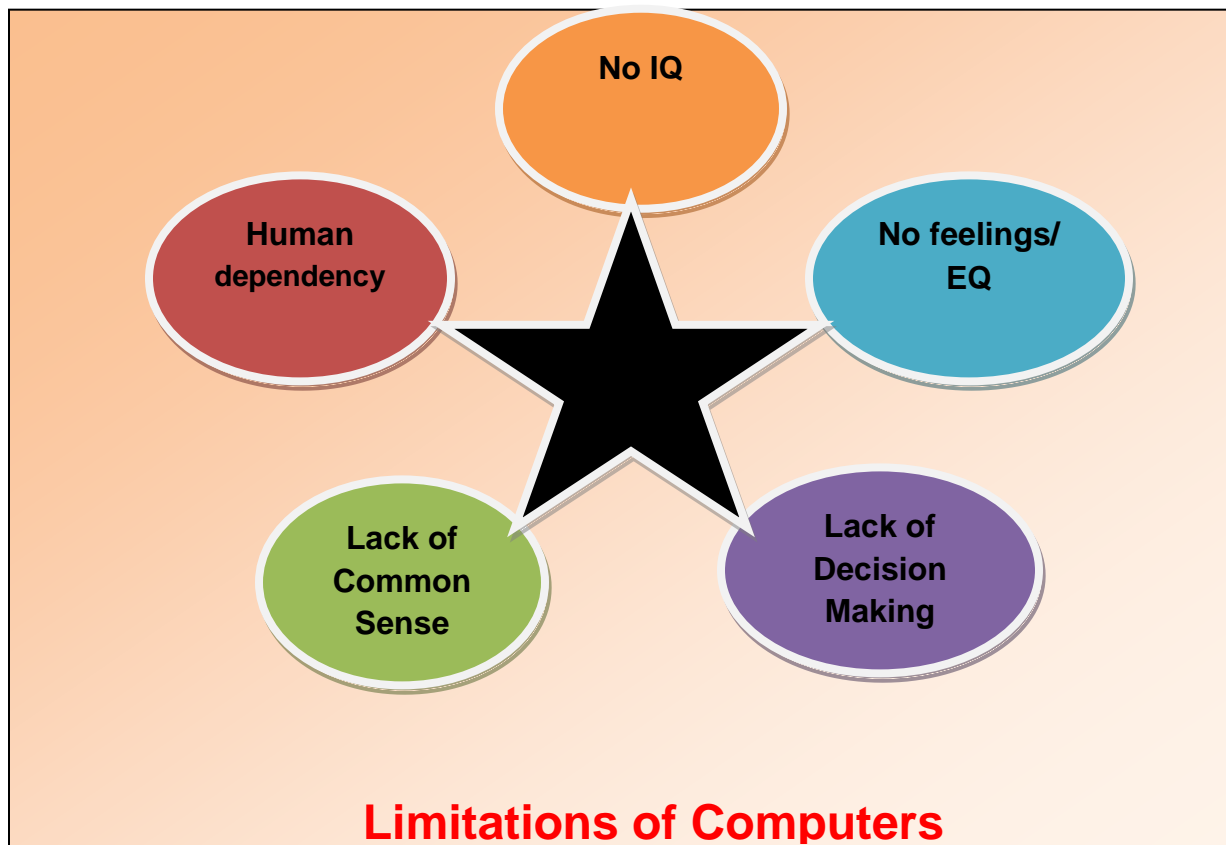 No IQ
Human
dependency
No feelings/
EQ
Lack of
Common
Sense
Lack of
Decision
Making
Limitations of Computers